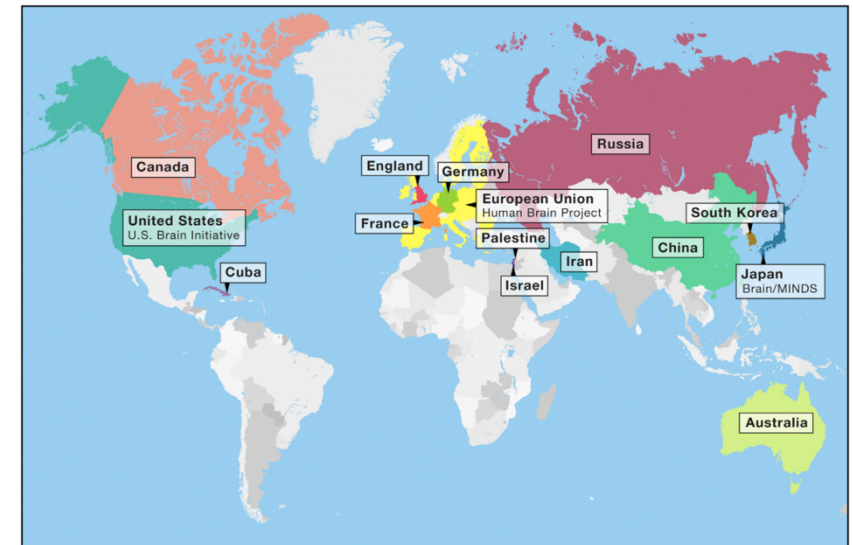 Canada
England
Germany
Russia
European Union
Human Brain Project
United States
U.S. Brain Initiative
France
South Korea
Palestine
China
Iran
Cuba
Israel
Japan
Brain/MINDS
Australia